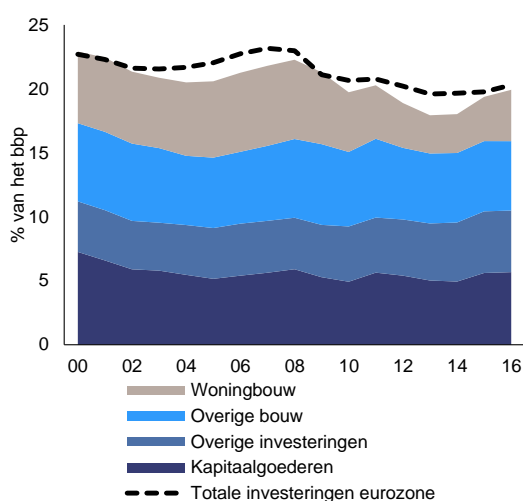 25
20
15
10
5
0
% van het bbp
00 02 04 06 08 10 12 14 16
Woningbouw
Overige bouw
Overige investeringen
Kapitaalgoederen
Totale investeringen eurozone